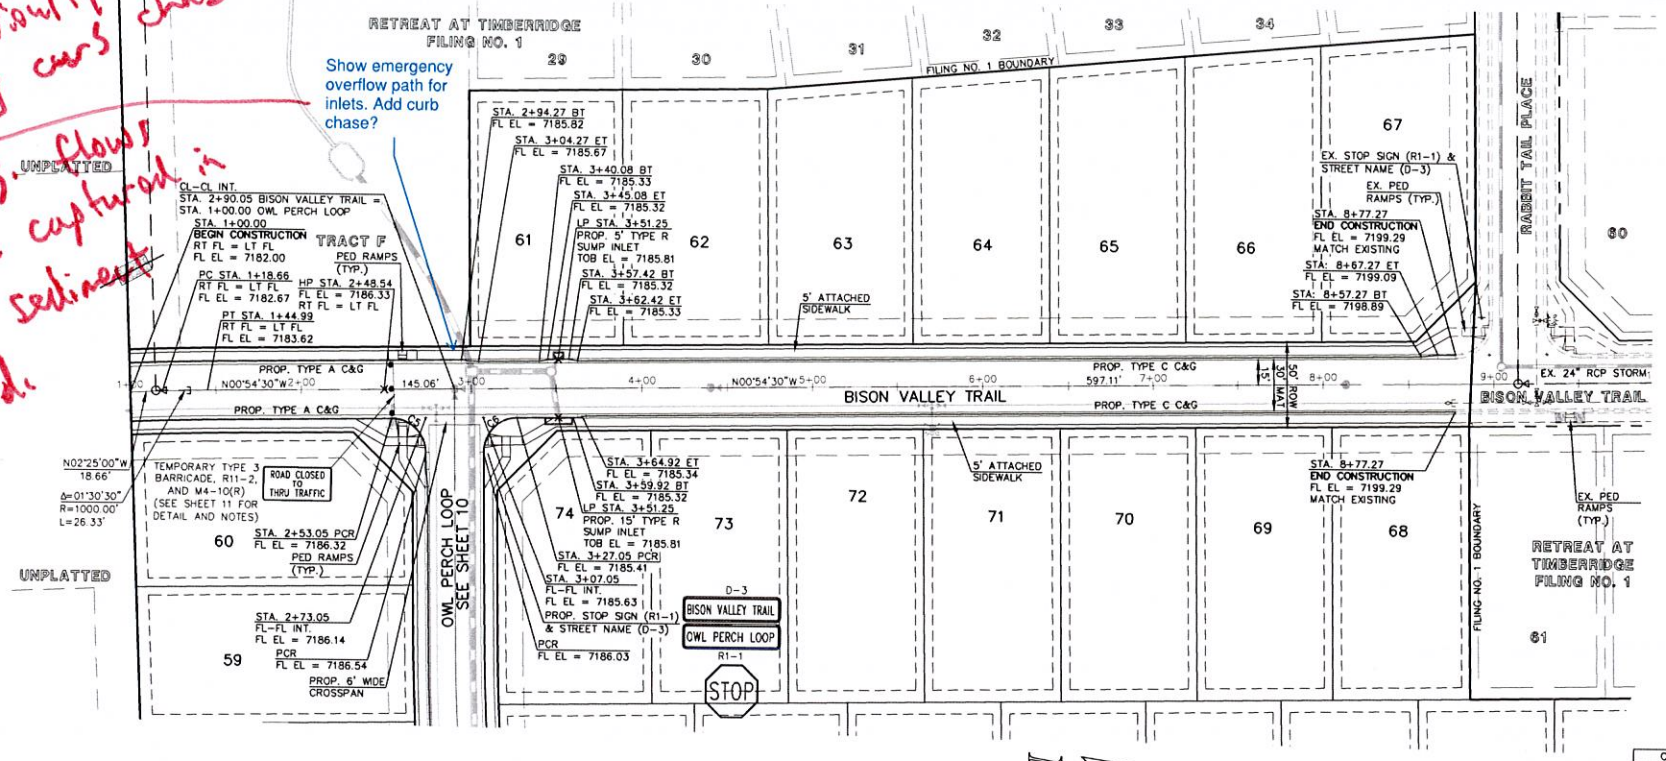 curs
RETREAT AT TIMBERRIDGE
FILING NO. 1
29
30
31
32
33
34
FILING NO. 1 BOUNDARY
Show emergency
overflow path for
inlets. Add curb
chase?
flows
captured in
sediment
UNPLATTED
CL-CL INT.
STA. 2+90.05 BISON VALLEY TRAIL =
STA. 1+00.00 OWL PERCH LOOP
STA. 1+00.00
BEGIN CONSTRUCTION
RT FL = LT FL
FL EL = 7182.00
TRACT F
PED RAMPS
(TYP.)
PC STA. 1+18.66
RT FL = LT FL
FL EL = 7182.67
HP STA. 2+48.54
FL EL = 7186.33
RT FL = LT FL
PT STA. 1+44.99
RT FL = LT FL
FL EL = 7183.62
STA. 2+94.27 BT
FL EL = 7185.82
STA. 3+04.27 ET
FL EL = 7185.67
STA. 3+40.08 BT
FL EL = 7185.33
STA. 3+45.08 ET
FL EL = 7185.32
LP STA. 3+51.25
PROP. 5' TYPE R
SUMP INLET
TOB EL = 7185.81
STA. 3+57.42 BT
FL EL = 7185.32
STA. 3+62.42 ET
FL EL = 7185.33
61
62
63
64
65
66
67
5' ATTACHED
SIDEWALK
EX. STOP SIGN (R1-1) &
STREET NAME (D-3)
EX. PED
RAMPS (TYP.)
STA. 8+77.27
END CONSTRUCTION
FL EL = 7199.29
MATCH EXISTING
STA: 8+67.27 ET
FL EL = 7199.09
STA: 8+57.27 BT
FL EL = 7198.89
RABBIT TAIL PLACE
60
PROP. TYPE A C&G
PROP. TYPE C C&G
1+00
N00°54'30"W
2+00
145.06'
3+00
4+00
N00°54'30"W
5+00
6+00
597.11'
7+00
8+00
9+00
15'
30' MAT
50' ROW
EX. 24" RCP STORM
BISON VALLEY TRAIL
BISON VALLEY TRAIL
PROP. TYPE A C&G
PROP. TYPE C C&G
C5
C6
N02°25'00"W
18.66'
Δ=01°30'30"
R=1000.00'
L=26.33'
TEMPORARY TYPE 3
BARRICADE, R11-2,
AND M4-10(R)
(SEE SHEET 11 FOR
DETAIL AND NOTES)
ROAD CLOSED
TO
THRU TRAFFIC
60
STA. 2+53.05 PCR
FL EL = 7186.32
PED RAMPS
(TYP.)
UNPLATTED
STA. 2+73.05
FL-FL INT.
FL EL = 7186.14
59
PCR
FL EL = 7186.54
PROP. 6' WIDE
CROSSPAN
OWL PERCH LOOP
SEE SHEET 10
STA. 3+64.92 ET
FL EL = 7185.34
STA. 3+59.92 BT
FL EL = 7185.32
LP STA. 3+51.25
PROP. 15' TYPE R
SUMP INLET
TOB EL = 7185.81
STA. 3+27.05 PCR
FL EL = 7185.41
STA. 3+07.05
FL-FL INT.
FL EL = 7185.63
PROP. STOP SIGN (R1-1)
& STREET NAME (D-3)
PCR
FL EL = 7186.03
74
73
72
71
70
69
68
5' ATTACHED
SIDEWALK
D-3
BISON VALLEY TRAIL
OWL PERCH LOOP
R1-1
STOP
STA. 8+77.27
END CONSTRUCTION
FL EL = 7199.29
MATCH EXISTING
FILING NO. 1 BOUNDARY
EX. PED
RAMPS
(TYP.)
RETREAT AT
TIMBERRIDGE
FILING NO. 1
61